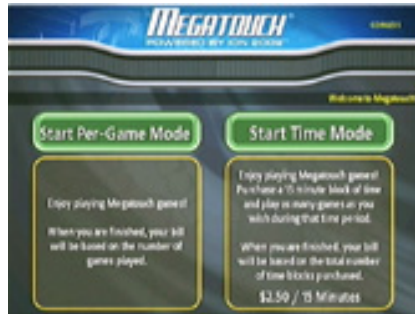 MEGATOUCH
POWERED BY ION 2009
Welcome to Megatouch
Start Per-Game Mode
Enjoy playing Megatouch games!
When you are finished, your bill
will be based on the number of
games played.
Start Time Mode
Enjoy playing Megatouch games!
Purchase a 15 minute block of time
and play as many games as you
wish during that time period.
When you are finished, your bill
will be based on the total number
of time blocks purchased.
$2.50 / 15 Minutes